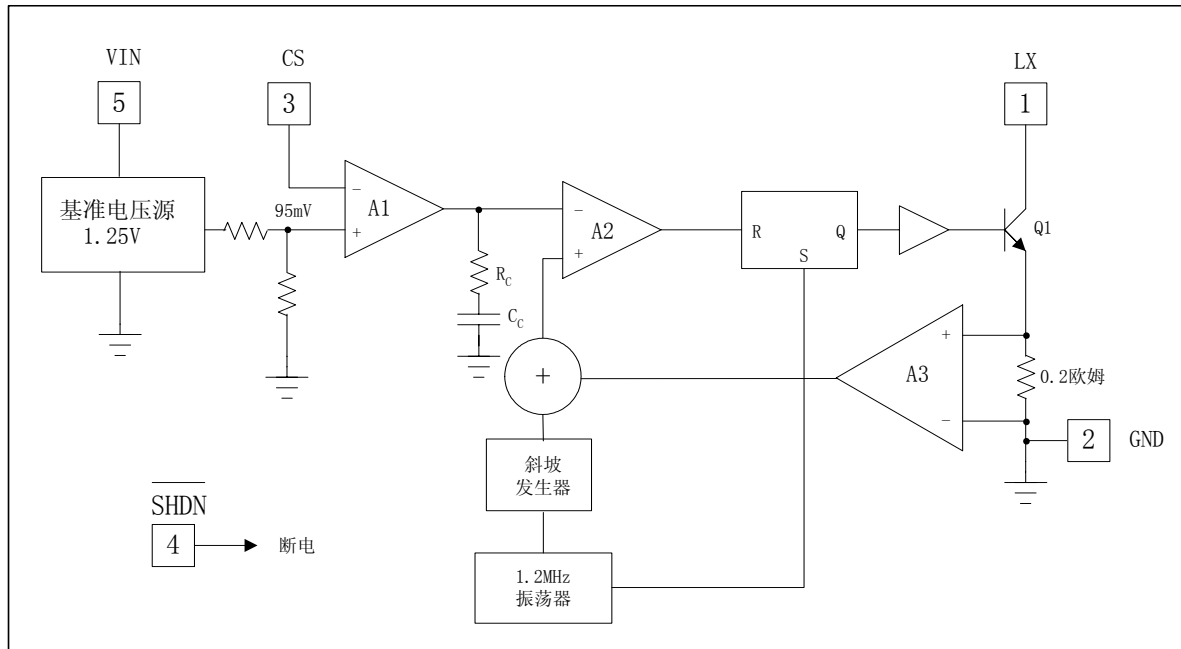 VIN
CS
LX
5
3
1
基准电压源
1.25V
95mV
−
+
A1
−
+
A2
R
Q
S
Q1
R_C
C_C
+
+
−
A3
0.2欧姆
2
GND
斜坡
发生器
SHDN
4
断电
1.2MHz
振荡器